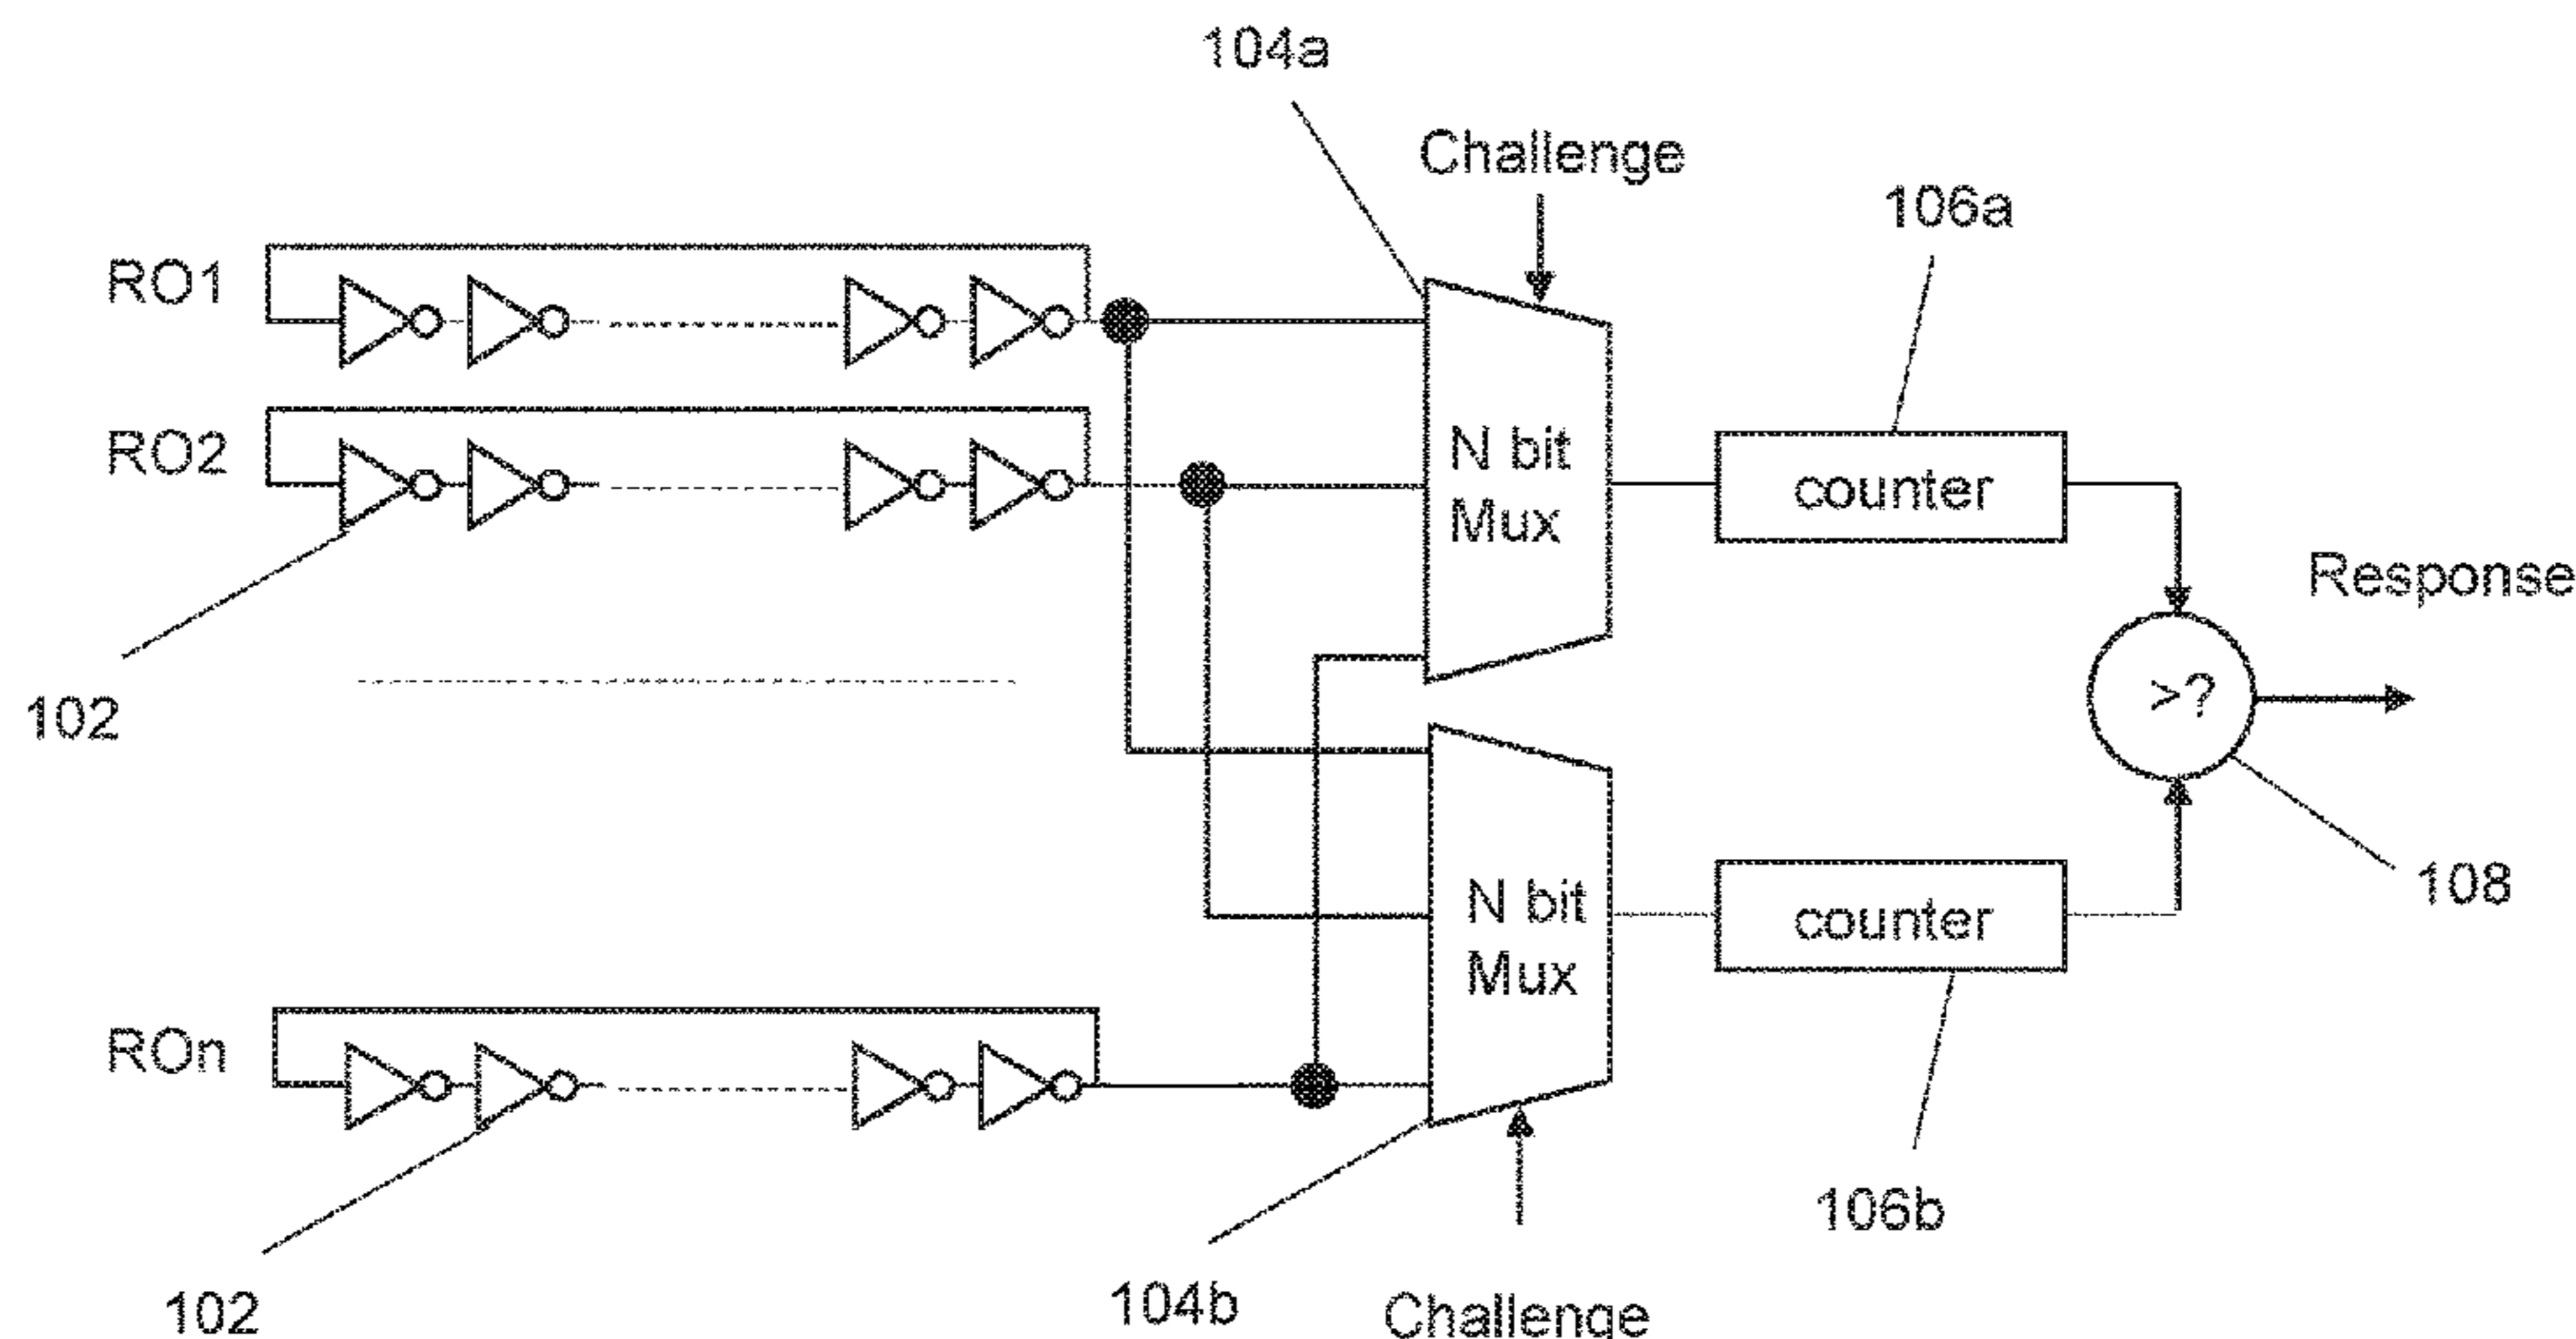 104a
Challenge
106a
RO1
RO2
N bit
Mux
counter
Response
102
>?
N bit
Mux
counter
108
ROn
106b
102
104b
Challenge